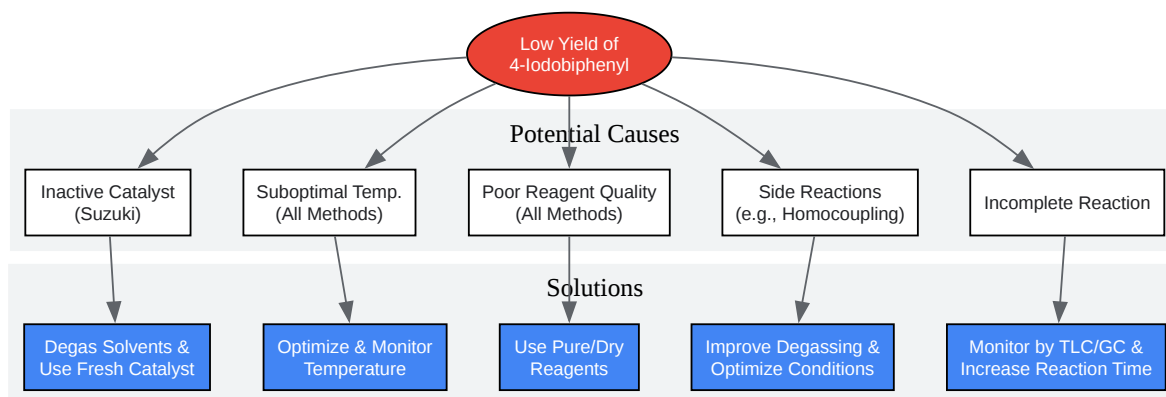 Low Yield of
4-Iodobiphenyl
Potential Causes
Inactive Catalyst
(Suzuki)
Suboptimal Temp.
(All Methods)
Poor Reagent Quality
(All Methods)
Side Reactions
(e.g., Homocoupling)
Incomplete Reaction
Solutions
Degas Solvents &
Use Fresh Catalyst
Optimize & Monitor
Temperature
Use Pure/Dry
Reagents
Improve Degassing &
Optimize Conditions
Monitor by TLC/GC &
Increase Reaction Time